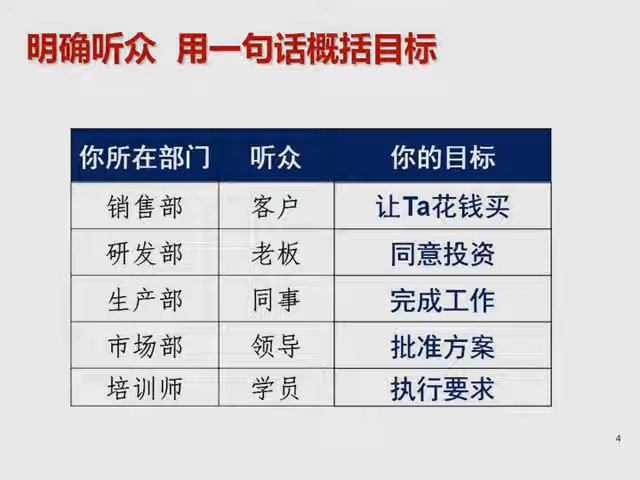 明确听众 用一句话概括目标
你所在部门 听众 你的目标
销售部 客户 让Ta花钱买
研发部 老板 同意投资
生产部 同事 完成工作
市场部 领导 批准方案
培训师 学员 执行要求
4